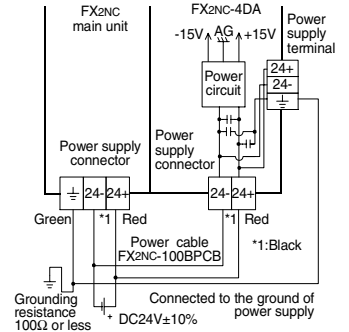 FX2NC
main unit
FX2NC-4DA
-15V AG +15V
Power
supply
terminal
24+
24-
Power
circuit
Power supply
connector
Power
supply
connector
24- 24+
24- 24+
Green *1 Red
*1 Red
Power cable
FX2NC-100BPCB
*1:Black
Grounding
resistance
100Ω or less
+ DC24V±10%
Connected to the ground of
power supply